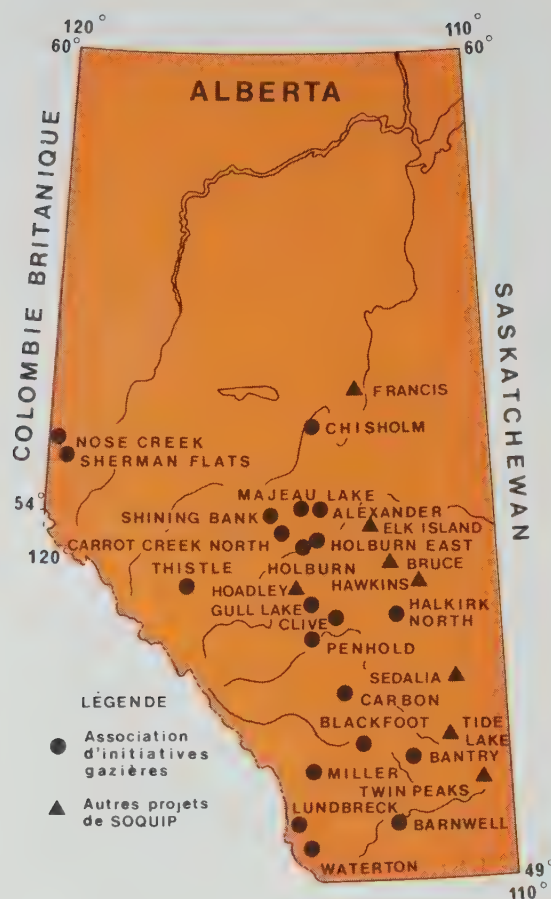 120°
110°
60°
60°
ALBERTA
COLOMBIE BRITANIQUE
SASKATCHEWAN
FRANCIS
CHISHOLM
NOSE CREEK
SHERMAN FLATS
54°
120
MAJEAU LAKE
SHINING BANK
ALEXANDER
ELK ISLAND
CARROT CREEK NORTH
HOLBURN EAST
THISTLE
HOLBURN
BRUCE
HOADLEY
HAWKINS
GULL LAKE
HALKIRK
NORTH
CLIVE
PENHOLD
SEDALIA
CARBON
BLACKFOOT
TIDE
LAKE
BANTRY
MILLER
TWIN PEAKS
LUNDBRECK
BARNWELL
WATERTON
49°
110°
LÉGENDE
Association
d'initiatives
gazières
Autres projets
de SOQUIP